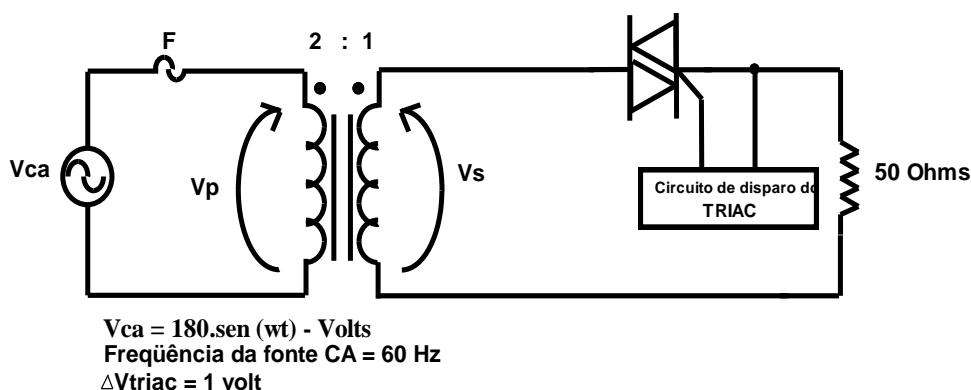 F
2 : 1
Vca
Vp
Vs
Circuito de disparo do
TRIAC
50 Ohms
Vca = 180.sen (wt) - Volts
Freqüência da fonte CA = 60 Hz
△Vtriac = 1 volt